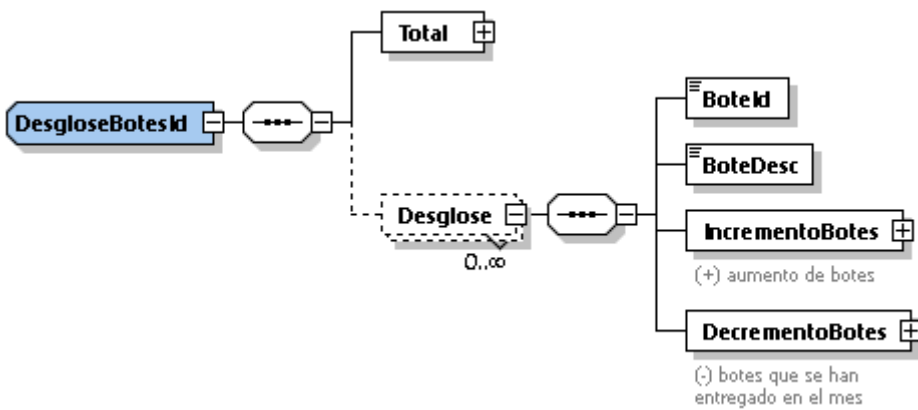 Total
DesgloseBotesId
BoteId
BoteDesc
Desglose
0..∞
IncrementoBotes
(+) aumento de botes
DecrementoBotes
(-) botes que se han
entregado en el mes